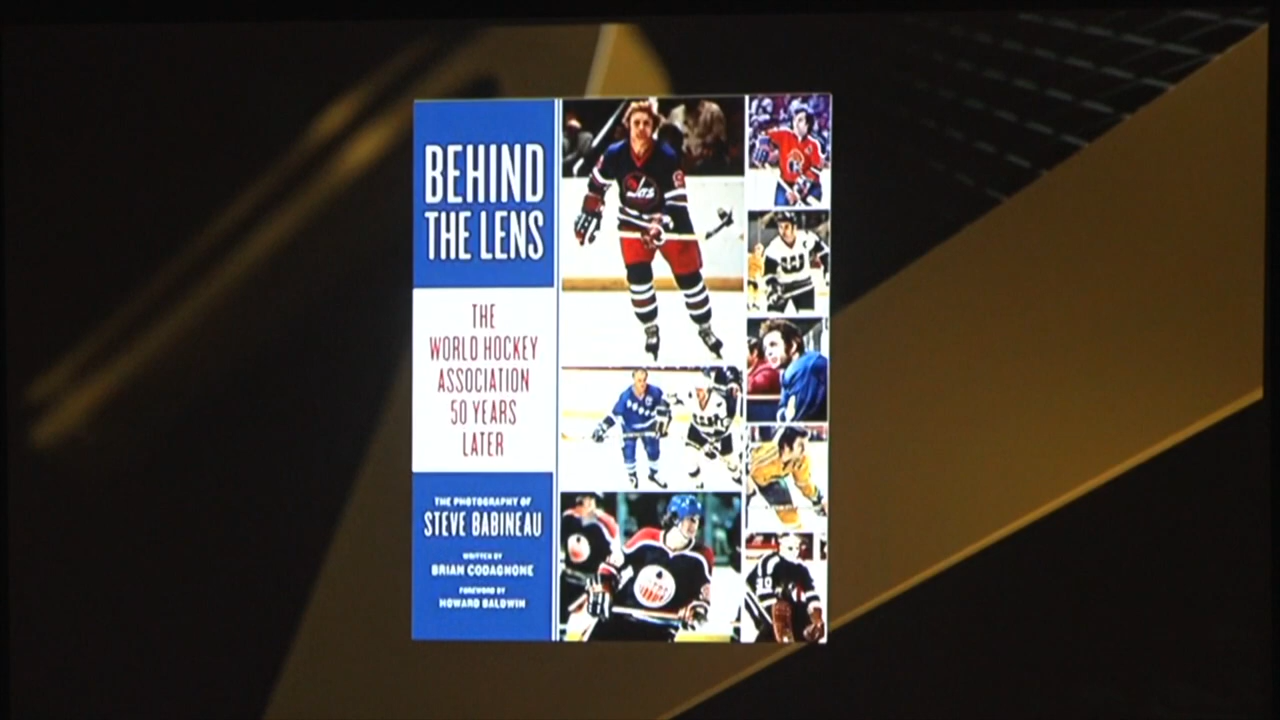 BEHIND
THE LENS
THE
WORLD HOCKEY
ASSOCIATION
50 YEARS
LATER
THE PHOTOGRAPHY OF
STEVE BABINEAU
WRITTEN BY
BRIAN CODAGNONE
FOREWORD BY
HOWARD BALDWIN
JETS